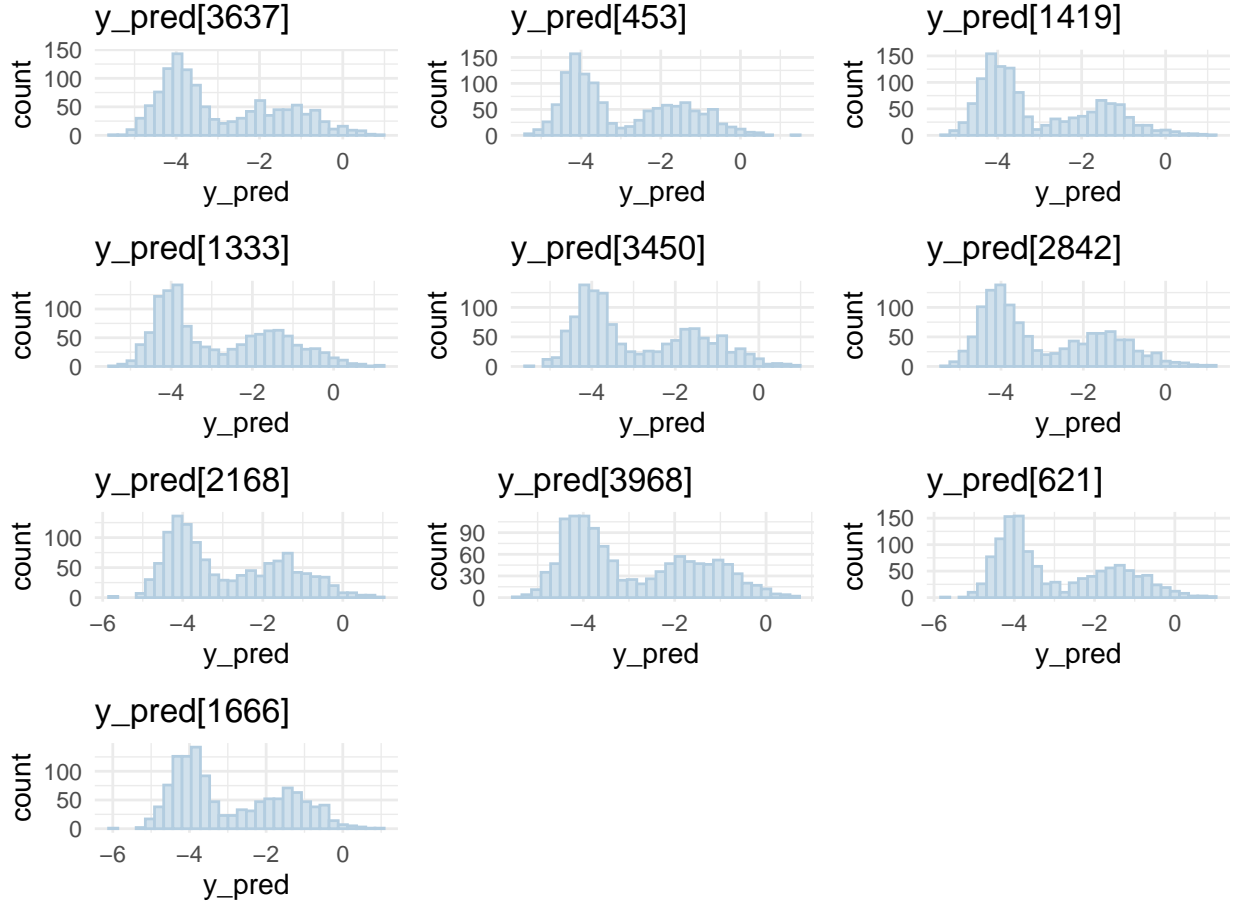 y_pred[3637]
count
150
100
50
0
−4 −2 0
y_pred
y_pred[453]
count
150
100
50
0
−4 −2 0
y_pred
y_pred[1419]
count
150
100
50
0
−4 −2 0
y_pred
y_pred[1333]
count
100
50
0
−4 −2 0
y_pred
y_pred[3450]
count
100
50
0
−4 −2 0
y_pred
y_pred[2842]
count
100
50
0
−4 −2 0
y_pred
y_pred[2168]
count
100
50
0
−6 −4 −2 0
y_pred
y_pred[3968]
count
90
60
30
0
−4 −2 0
y_pred
y_pred[621]
count
150
100
50
0
−6 −4 −2 0
y_pred
y_pred[1666]
count
100
50
0
−6 −4 −2 0
y_pred